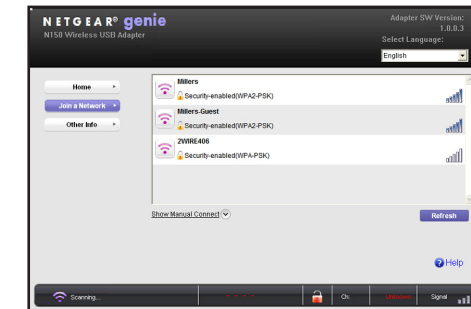 NETGEAR® genie
N150 Wireless USB Adapter
Adapter SW Version:
1.0.0.3
Select Language:
English
Home
Join a Network
Other Info
Millers
Security-enabled(WPA2-PSK)
Millers-Guest
Security-enabled(WPA2-PSK)
2WIRE406
Security-enabled(WPA-PSK)
Show Manual Connect
Refresh
Help
Scanning...
Ch:
Unknown
Signal